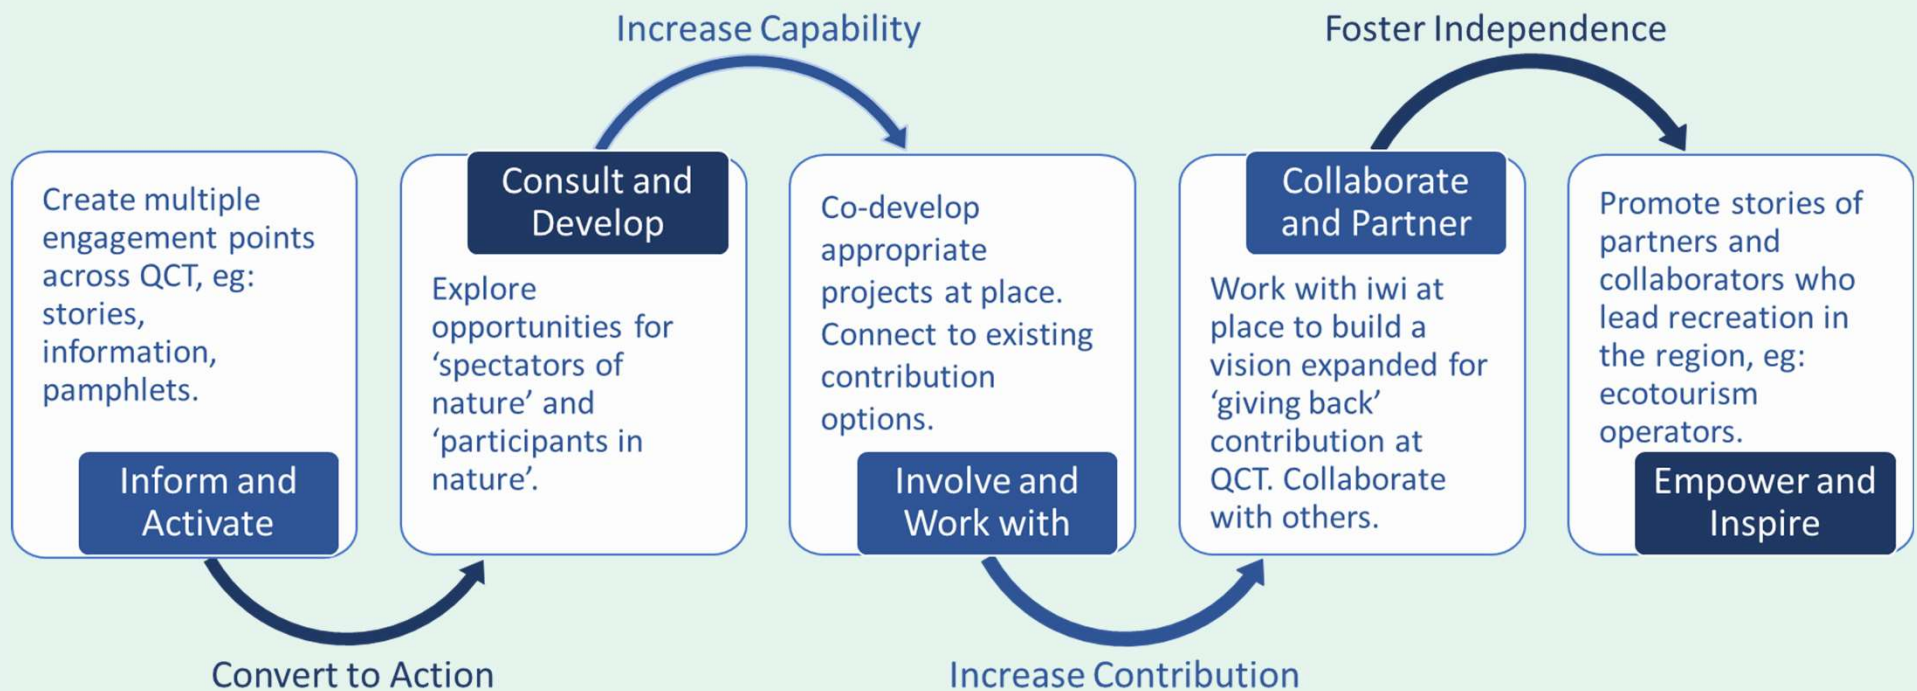 Increase Capability
Foster Independence
Create multiple
engagement points
across QCT, eg:
stories,
information,
pamphlets.
Inform and
Activate
Convert to Action
Consult and
Develop
Explore
opportunities for
‘spectators of
nature’ and
‘participants in
nature’.
Co-develop
appropriate
projects at place.
Connect to existing
contribution
options.
Involve and
Work with
Increase Contribution
Collaborate
and Partner
Work with iwi at
place to build a
vision expanded for
‘giving back’
contribution at
QCT. Collaborate
with others.
Promote stories of
partners and
collaborators who
lead recreation in
the region, eg:
ecotourism
operators.
Empower and
Inspire